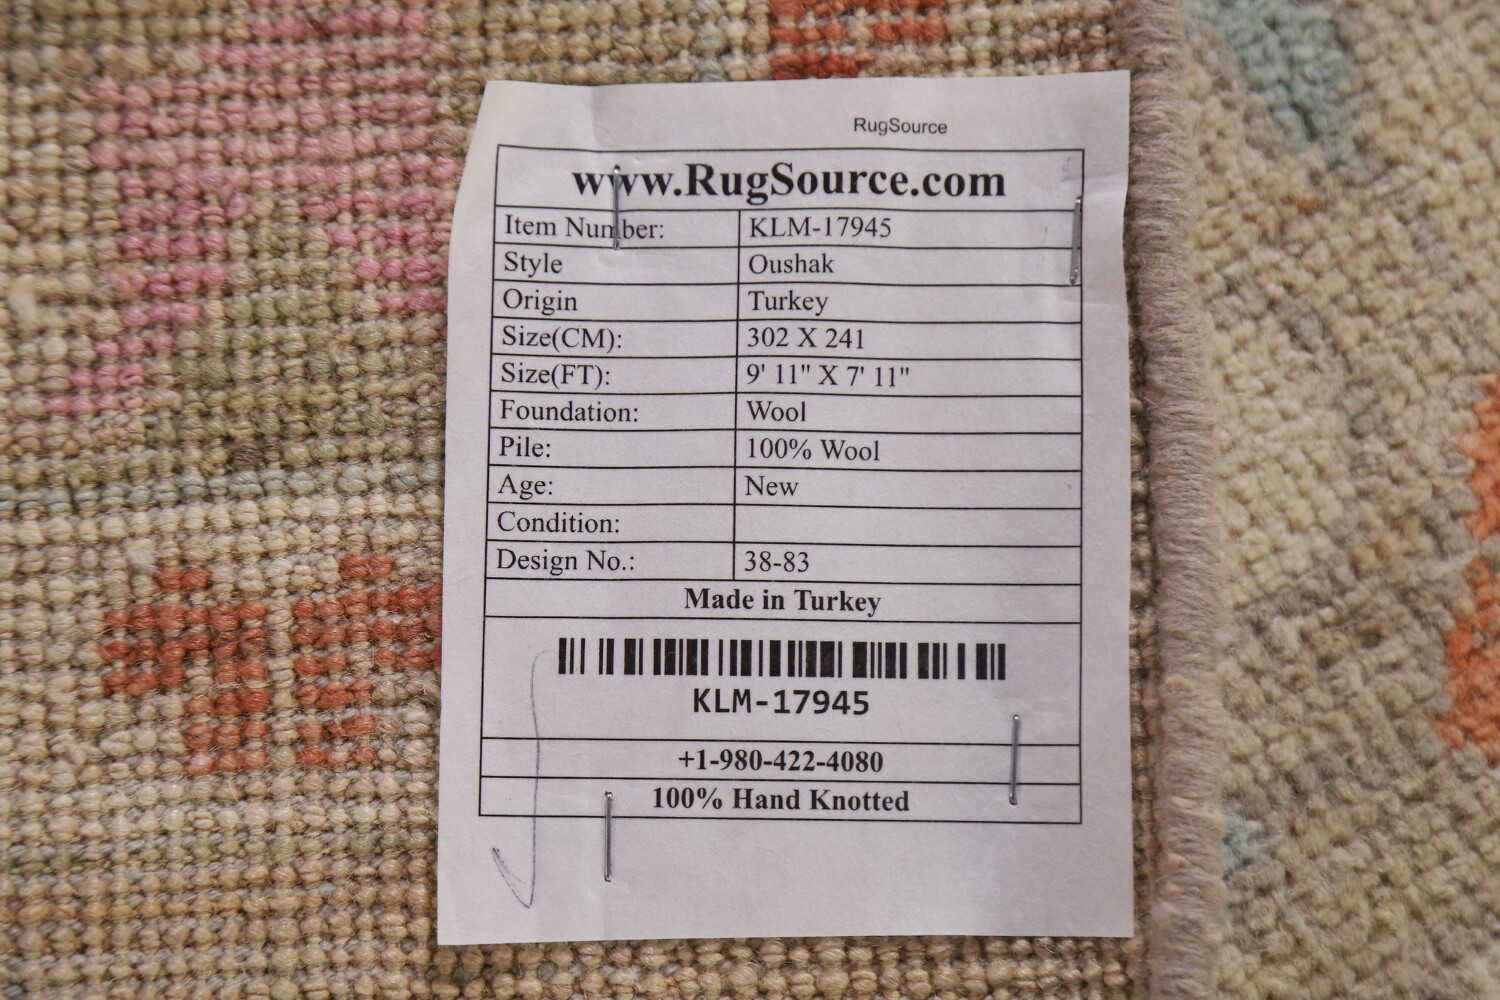 RugSource
www.RugSource.com
Item Number: KLM-17945
Style Oushak
Origin Turkey
Size(CM): 302 X 241
Size(FT): 9' 11" X 7' 11"
Foundation: Wool
Pile: 100% Wool
Age: New
Condition:
Design No.: 38-83
Made in Turkey
KLM-17945
+1-980-422-4080
100% Hand Knotted